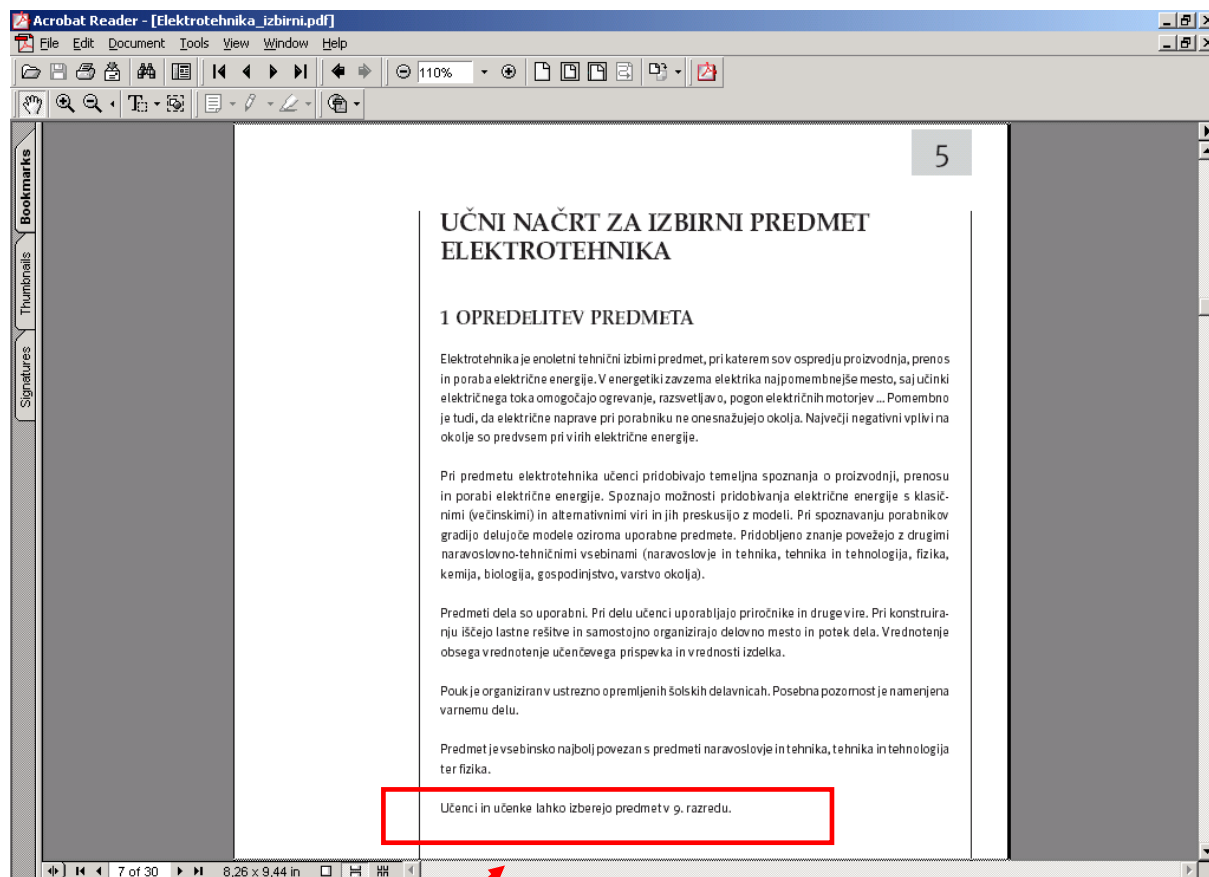 Acrobat Reader - [Elektrotehnika_izbirni.pdf]
File Edit Document Tools View Window Help
110%
Bookmarks
Thumbnails
Signatures
5
UČNI NAČRT ZA IZBIRNI PREDMET
ELEKTROTEHNIKA
1 OPREDELITEV PREDMETA
Elektrotehnika je enoletni tehnični izbirni predmet, pri katerem sov ospredju proizvodnja, prenos
in poraba električne energije. V energetiki zavzema elektrika najpomembnejše mesto, saj učinki
električnega toka omogočajo ogrevanje, razsvetljavo, pogon električnih motorjev ... Pomembno
je tudi, da električne naprave pri porabniku ne onesnažujejo okolja. Največji negativni vplivi na
okolje so predvsem pri virih električne energije.
Pri predmetu elektrotehnika učenci pridobivajo temeljna spoznanja o proizvodnji, prenosu
in porabi električne energije. Spoznajo možnosti pridobivanja električne energije s klasič-
nimi (večinskimi) in alternativnimi viri in jih preskusijo z modeli. Pri spoznavanju porabnikov
gradijo delujoče modele oziroma uporabne predmete. Pridobljeno znanje povežejo z drugimi
naravoslovno-tehničnimi vsebinami (naravoslovje in tehnika, tehnika in tehnologija, fizika,
kemija, biologija, gospodinjstvo, varstvo okolja).
Predmeti dela so uporabni. Pri delu učenci uporabljajo priročnike in druge vire. Pri konstruira-
nju iščejo lastne rešitve in samostojno organizirajo delovno mesto in potek dela. Vrednotenje
obsega vrednotenje učenčevega prispevka in vrednosti izdelka.
Pouk je organiziran v ustrezno opremljenih šolskih delavnicah. Posebna pozornost je namenjena
varnemu delu.
Predmet je vsebinsko najbolj povezan s predmeti naravoslovje in tehnika, tehnika in tehnologija
ter fizika.
Učenci in učenke lahko izberejo predmet v 9. razredu.
7 of 30 8,26 x 9,44 in